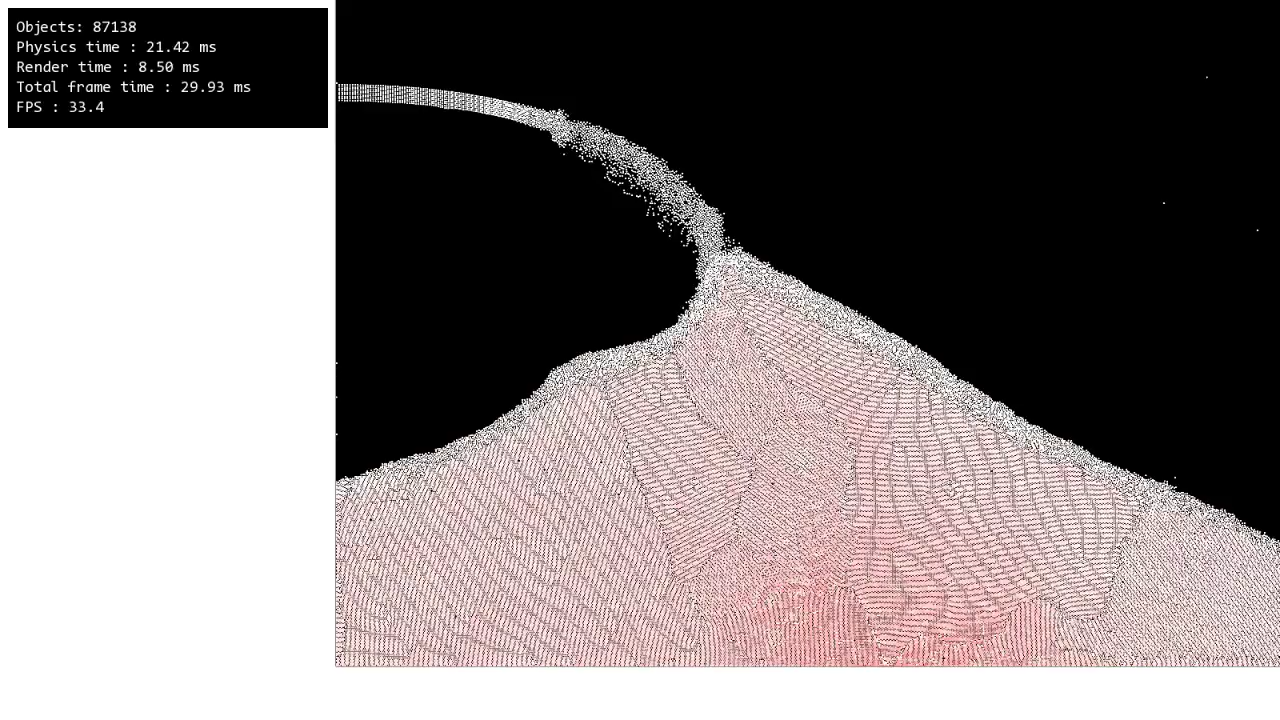 Objects: 87138
Physics time : 21.42 ms
Render time : 8.50 ms
Total frame time : 29.93 ms
FPS : 33.4